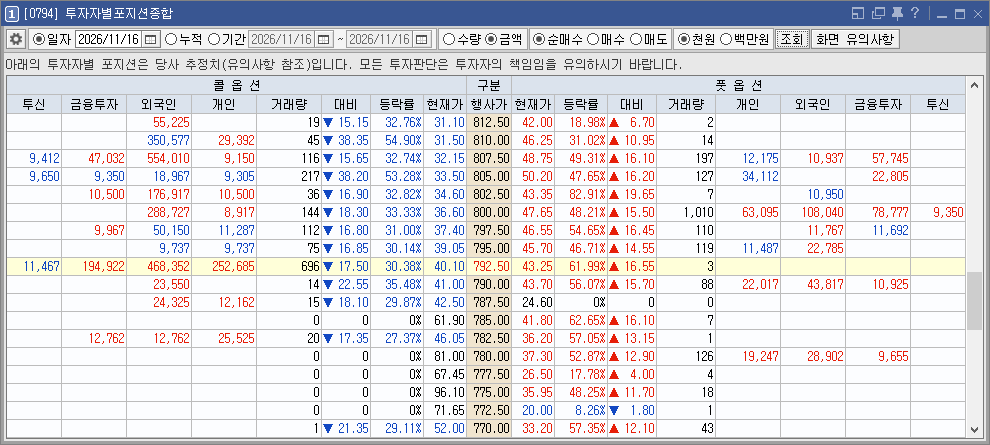 1 [0794] 투자자별포지션종합
일자 2026/11/16 누적 기간 2026/11/16 ~ 2026/11/16 수량 금액 순매수 매수 매도 천원 백만원 조회 화면 유의사항
아래의 투자자별 포지션은 당사 추정치(유의사항 참조)입니다. 모든 투자판단은 투자자의 책임임을 유의하시기 바랍니다.
콜 옵 션 구분 풋 옵 션
투신 금융투자 외국인 개인 거래량 대비 등락률 현재가 행사가 현재가 등락률 대비 거래량 개인 외국인 금융투자 투신
55,225 19 ▼ 15.15 32.76% 31.10 812.50 42.00 18.98% ▲ 6.70 2
350,577 29,392 45 ▼ 38.35 54.90% 31.50 810.00 46.25 31.02% ▲ 10.95 14
9,412 47,032 554,010 9,150 116 ▼ 15.65 32.74% 32.15 807.50 48.75 49.31% ▲ 16.10 197 12,175 10,937 57,745
9,650 9,350 18,967 9,305 217 ▼ 38.20 53.28% 33.50 805.00 50.20 47.65% ▲ 16.20 127 34,112 22,805
10,500 176,917 10,500 36 ▼ 16.90 32.82% 34.60 802.50 43.35 82.91% ▲ 19.65 7 10,950
288,727 8,917 144 ▼ 18.30 33.33% 36.60 800.00 47.65 48.21% ▲ 15.50 1,010 63,095 108,040 78,777 9,350
9,967 50,150 11,287 112 ▼ 16.80 31.00% 37.40 797.50 46.55 54.65% ▲ 16.45 110 11,767 11,692
9,737 9,737 75 ▼ 16.85 30.14% 39.05 795.00 45.70 46.71% ▲ 14.55 119 11,487 22,785
11,467 194,922 468,352 252,685 696 ▼ 17.50 30.38% 40.10 792.50 43.25 61.99% ▲ 16.55 3
23,550 14 ▼ 22.55 35.48% 41.00 790.00 43.70 56.07% ▲ 15.70 88 22,017 43,817 10,925
24,325 12,162 15 ▼ 18.10 29.87% 42.50 787.50 24.60 0% 0 0
0 0 0% 61.90 785.00 41.80 62.65% ▲ 16.10 7
12,762 12,762 25,525 20 ▼ 17.35 27.37% 46.05 782.50 36.20 57.05% ▲ 13.15 1
0 0 0% 81.00 780.00 37.30 52.87% ▲ 12.90 126 19,247 28,902 9,655
0 0 0% 67.45 777.50 26.50 17.78% ▲ 4.00 4
0 0 0% 96.10 775.00 35.95 48.25% ▲ 11.70 18
0 0 0% 71.65 772.50 20.00 8.26% ▼ 1.80 1
1 ▼ 21.35 29.11% 52.00 770.00 33.20 57.35% ▲ 12.10 43